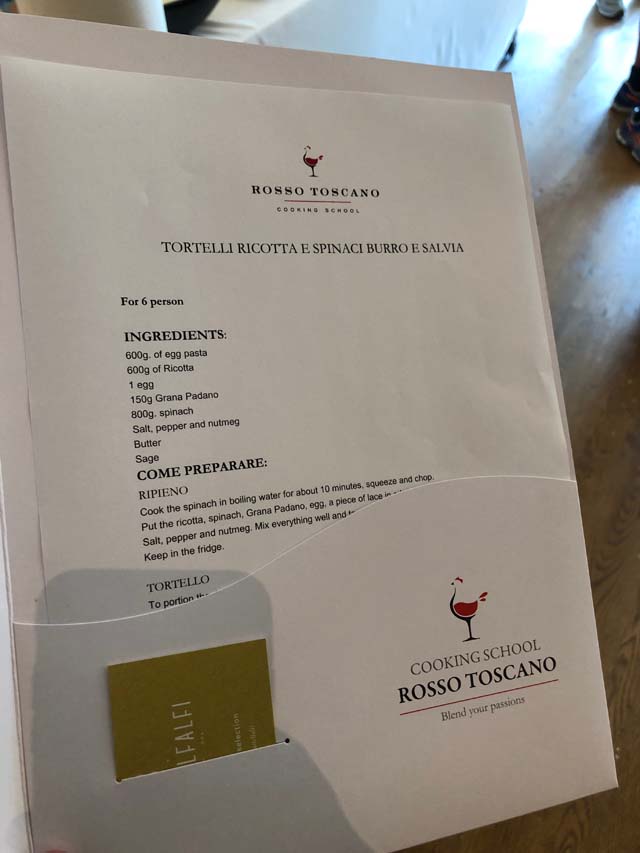 ROSSO TOSCANO
COOKING SCHOOL
TORTELLI RICOTTA E SPINACI BURRO E SALVIA
For 6 person
INGREDIENTS:
600g. of egg pasta
600g of Ricotta
1 egg
150g Grana Padano
800g. spinach
Salt, pepper and nutmeg
Butter
Sage
COME PREPARARE:
RIPIENO
Cook the spinach in boiling water for about 10 minutes, squeeze and chop.
Put the ricotta, spinach, Grana Padano, egg, a piece of lace
Salt, pepper and nutmeg. Mix everything well and
Keep in the fridge.
TORTELLO
To portion
COOKING SCHOOL
ROSSO TOSCANO
Blend your passions
LFALFI